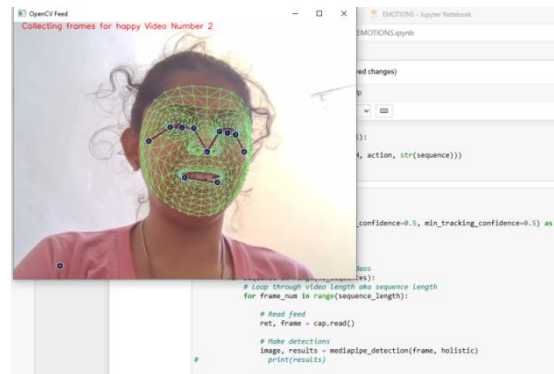 OpenCV Feed
Collecting frames for happy Video Number 2
EMOTIONS - Jupyter Notebook
EMOTIONS.ipynb
ved changes)
):
, action, str(sequence)))
_confidence=0.5, min_tracking_confidence=0.5) as
deos
# Loop through video length aka sequence length
for frame_num in range(sequence_length):
# Read feed
ret, frame = cap.read()
# Make detections
image, results = mediapipe_detection(frame, holistic)
# print(results)